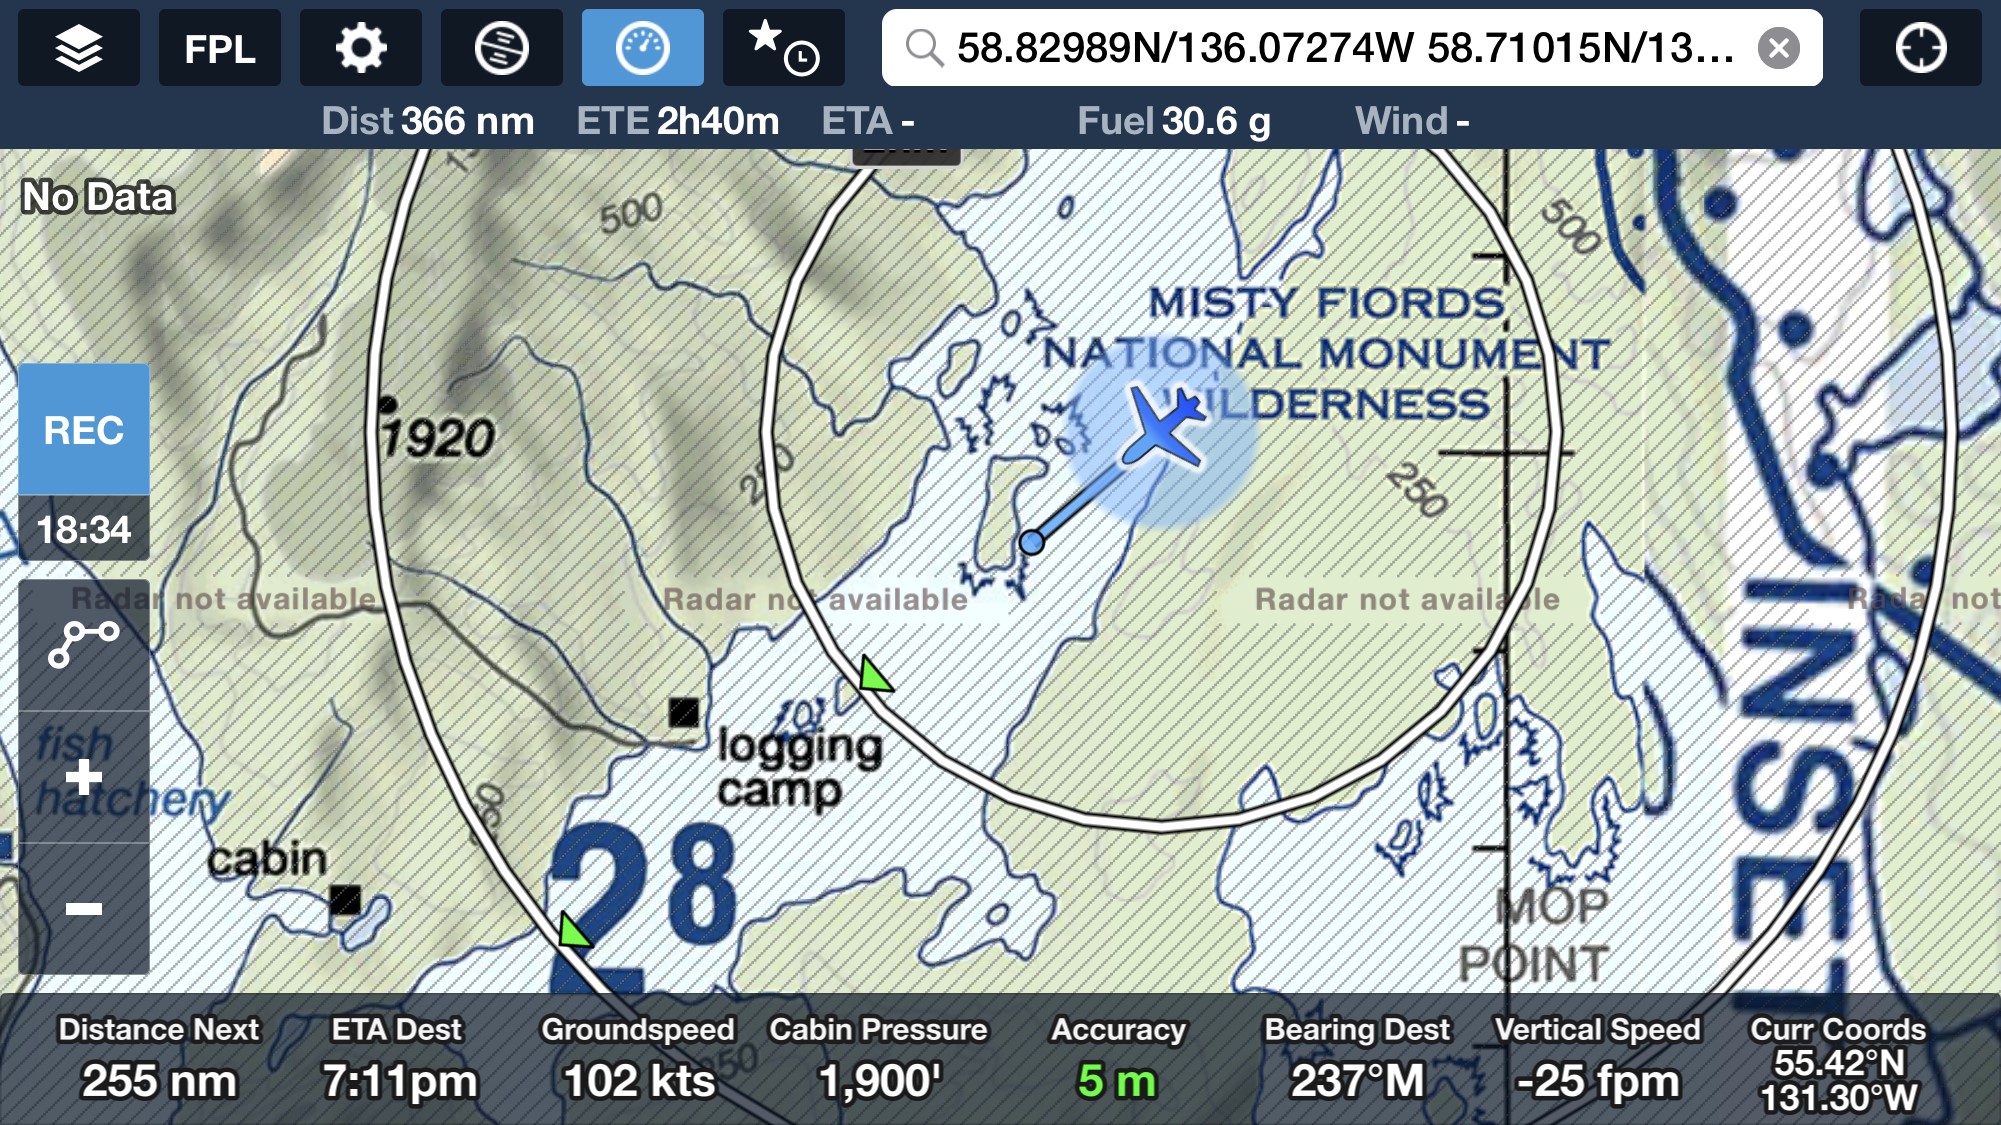 FPL
58.82989N/136.07274W 58.71015N/13...
Dist 366 nm ETE 2h40m ETA - Fuel 30.6 g Wind -
No Data
500
500
MISTY FIORDS
NATIONAL MONUMENT
WILDERNESS
REC
1920
250
250
18:34
Radar not available
Radar not available
Radar not available
Radar not
INSET
logging
camp
fish
hatchery
cabin
28
MOP
POINT
Distance Next
255 nm
ETA Dest
7:11pm
Groundspeed
102 kts
Cabin Pressure
1,900'
Accuracy
5 m
Bearing Dest
237°M
Vertical Speed
-25 fpm
Curr Coords
55.42°N
131.30°W